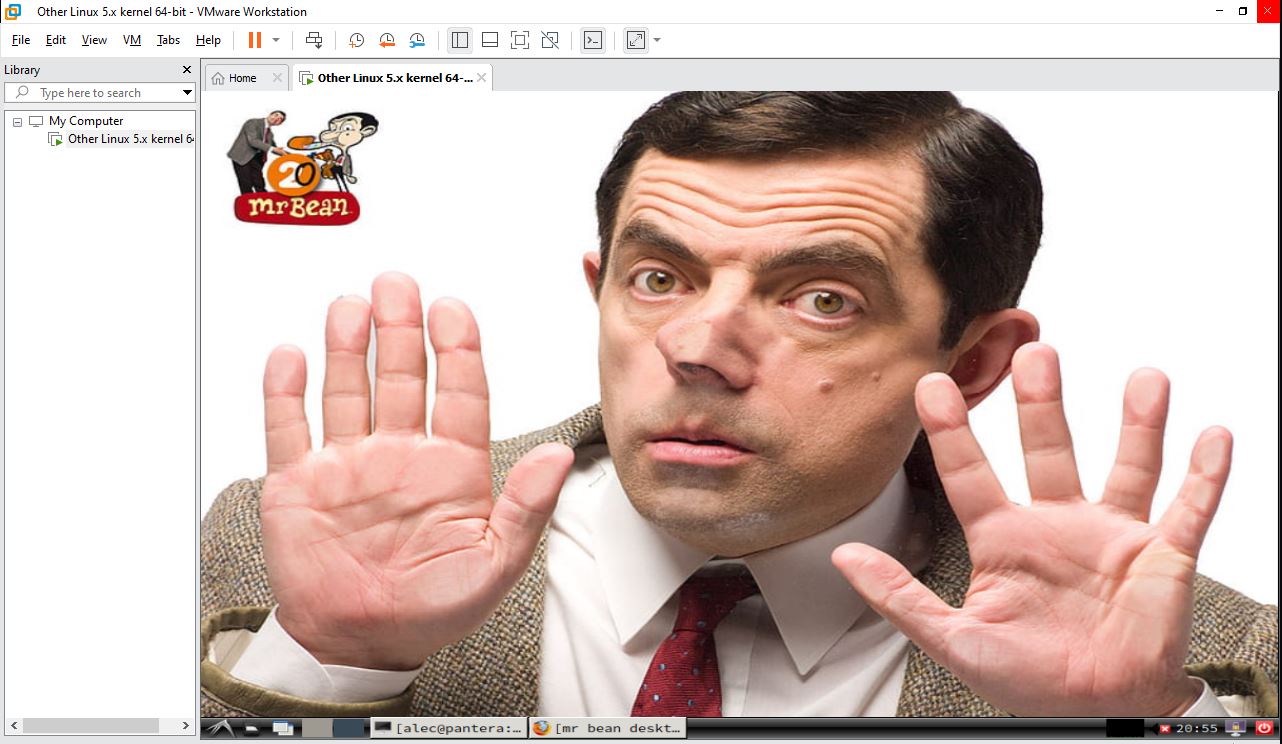 Other Linux 5.x kernel 64-bit - VMware Workstation
File Edit View VM Tabs Help
Library
Home
Other Linux 5.x kernel 64-...
Type here to search
My Computer
Other Linux 5.x kernel 64
20
mrBean
[alec@pantera:... [mr bean deskt... 20:55